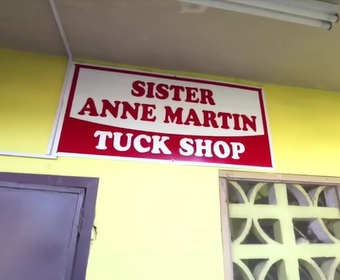 SISTER
ANNE MARTIN
TUCK SHOP